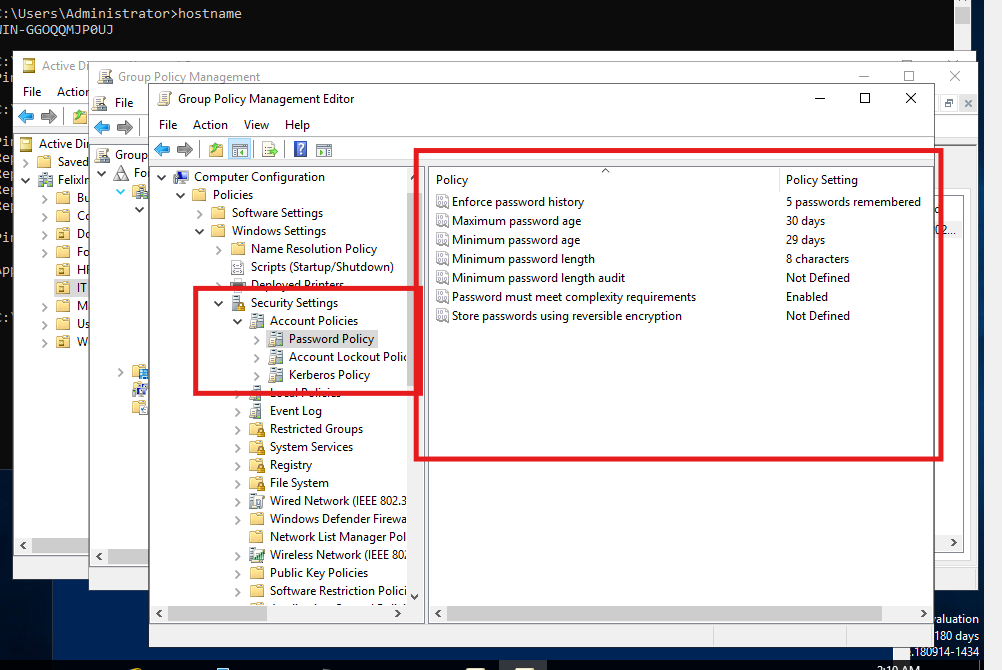 C:\Users\Administrator>hostname
WIN-GGOQQMJP0UJ
Active Di
File Action
Active Di
Saved
FelixIn
Bu
Co
Do
Fo
HR
IT
M
Us
W
Group Policy Management
File
Group
Fo
Group Policy Management Editor
File Action View Help
Computer Configuration
Policies
Software Settings
Windows Settings
Name Resolution Policy
Scripts (Startup/Shutdown)
Deployed Printers
Security Settings
Account Policies
Password Policy
Account Lockout Polic
Kerberos Policy
Local Policies
Event Log
Restricted Groups
System Services
Registry
File System
Wired Network (IEEE 802.3
Windows Defender Firewa
Network List Manager Pol
Wireless Network (IEEE 802
Public Key Policies
Software Restriction Polici
Policy Policy Setting
Enforce password history 5 passwords remembered
Maximum password age 30 days
Minimum password age 29 days
Minimum password length 8 characters
Minimum password length audit Not Defined
Password must meet complexity requirements Enabled
Store passwords using reversible encryption Not Defined
02...
valuation
180 days
.180914-1434